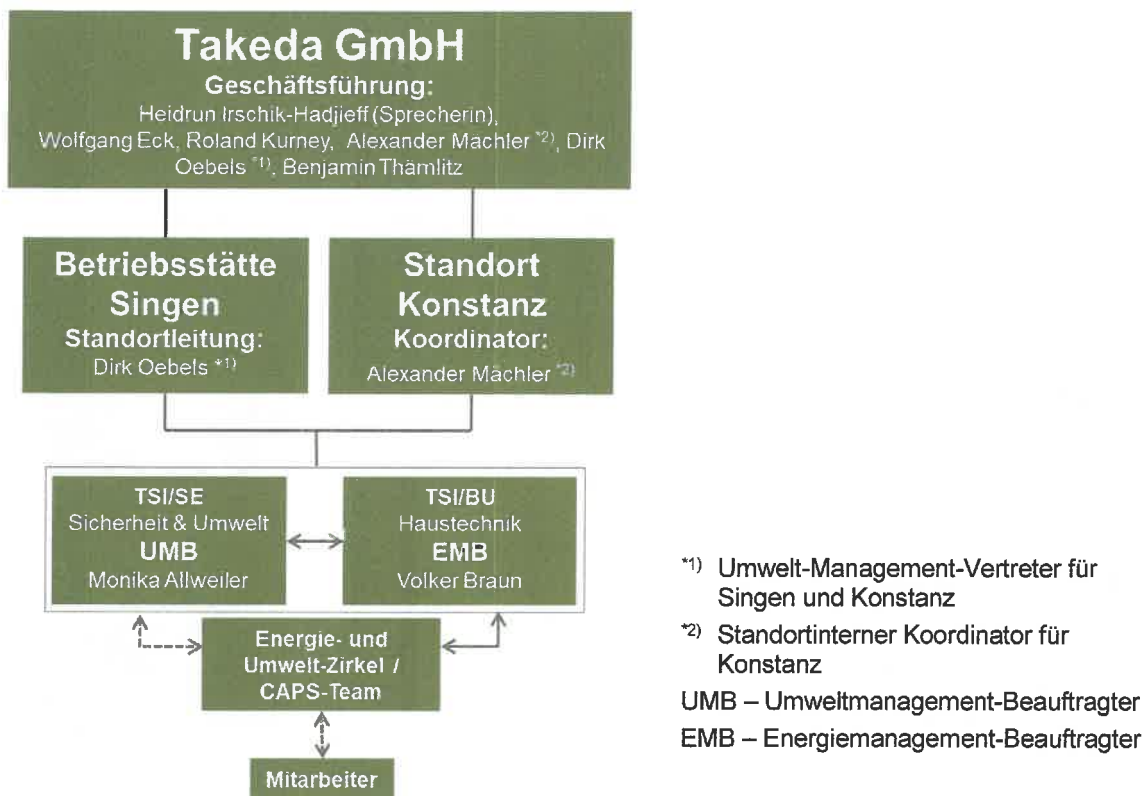 Takeda GmbH
Geschäftsführung:
Heidrun Irschik-Hadjieff (Sprecherin),
Wolfgang Eck, Roland Kurney, Alexander Mächler *2), Dirk
Oebels *1), Benjamin Thämlitz
Betriebsstätte
Singen
Standortleitung:
Dirk Oebels *1)
Standort
Konstanz
Koordinator:
Alexander Mächler *2)
TSI/SE
Sicherheit & Umwelt
UMB
Monika Allweiler
TSI/BU
Haustechnik
EMB
Volker Braun
Energie- und
Umwelt-Zirkel /
CAPS-Team
Mitarbeiter
*1) Umwelt-Management-Vertreter für
Singen und Konstanz
*2) Standortinterner Koordinator für
Konstanz
UMB – Umweltmanagement-Beauftragter
EMB – Energiemanagement-Beauftragter